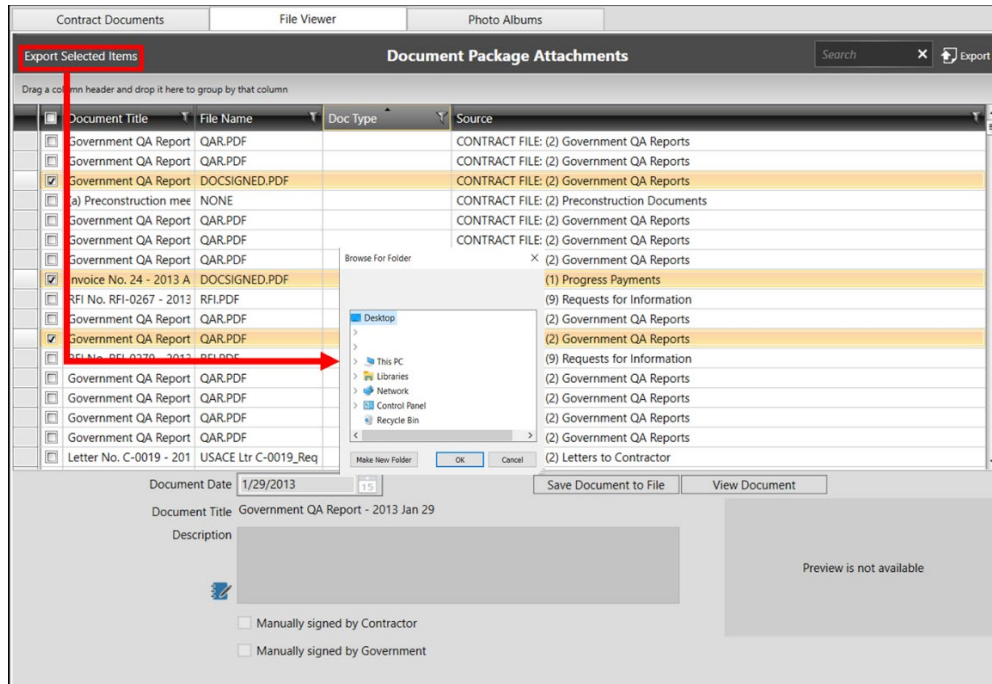 Contract Documents File Viewer Photo Albums
Export Selected Items Document Package Attachments Search Export
Drag a column header and drop it here to group by that column
Document Title File Name Doc Type Source
Government QA Report QAR.PDF CONTRACT FILE: (2) Government QA Reports
Government QA Report QAR.PDF CONTRACT FILE: (2) Government QA Reports
Government QA Report DOCSIGNED.PDF CONTRACT FILE: (2) Government QA Reports
(a) Preconstruction mee NONE CONTRACT FILE: (2) Preconstruction Documents
Government QA Report QAR.PDF CONTRACT FILE: (2) Government QA Reports
Government QA Report QAR.PDF CONTRACT FILE: (2) Government QA Reports
Government QA Report QAR.PDF (2) Government QA Reports
Invoice No. 24 - 2013 A DOCSIGNED.PDF (1) Progress Payments
RFI No. RFI-0267 - 2013 RFI.PDF (9) Requests for Information
Government QA Report QAR.PDF (2) Government QA Reports
Government QA Report QAR.PDF (2) Government QA Reports
RFI No. RFI-0270 - 2013 RFI.PDF (9) Requests for Information
Government QA Report QAR.PDF (2) Government QA Reports
Government QA Report QAR.PDF (2) Government QA Reports
Government QA Report QAR.PDF (2) Government QA Reports
Government QA Report QAR.PDF (2) Government QA Reports
Letter No. C-0019 - 201 USACE Ltr C-0019_Req (2) Letters to Contractor
Browse For Folder
Desktop
This PC
Libraries
Network
Control Panel
Recycle Bin
Make New Folder OK Cancel
Document Date 1/29/2013 15 Save Document to File View Document
Document Title Government QA Report - 2013 Jan 29
Description
Preview is not available
Manually signed by Contractor
Manually signed by Government